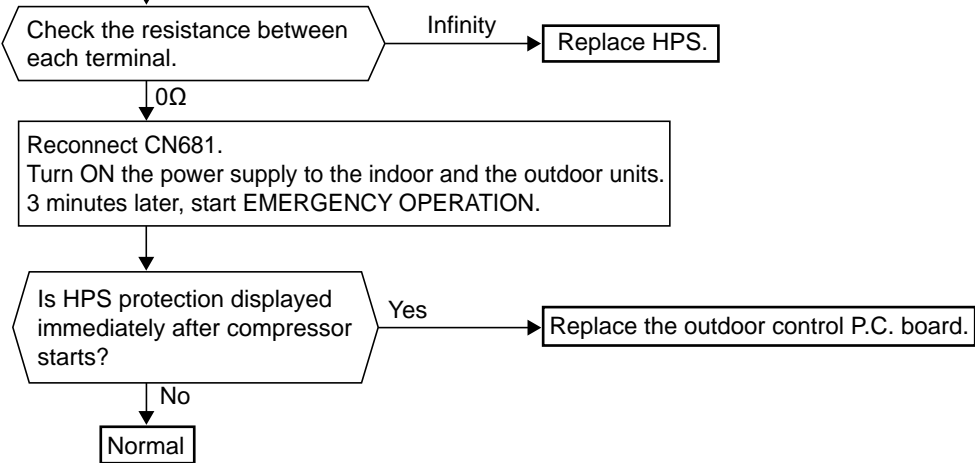 Check the resistance between
each terminal.
Infinity
Replace HPS.
0Ω
Reconnect CN681.
Turn ON the power supply to the indoor and the outdoor units.
3 minutes later, start EMERGENCY OPERATION.
Is HPS protection displayed
immediately after compressor
starts?
Yes
Replace the outdoor control P.C. board.
No
Normal